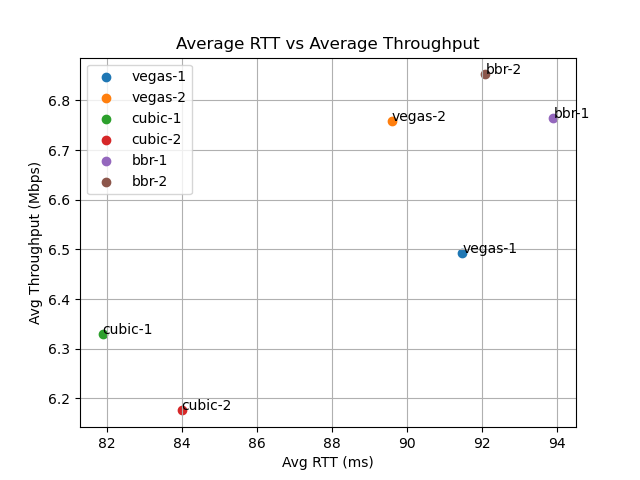 Average RTT vs Average Throughput
vegas-1
vegas-2
cubic-1
cubic-2
bbr-1
bbr-2
bbr-2
bbr-1
vegas-2
vegas-1
cubic-1
cubic-2
Avg Throughput (Mbps)
6.8
6.7
6.6
6.5
6.4
6.3
6.2
82 84 86 88 90 92 94
Avg RTT (ms)